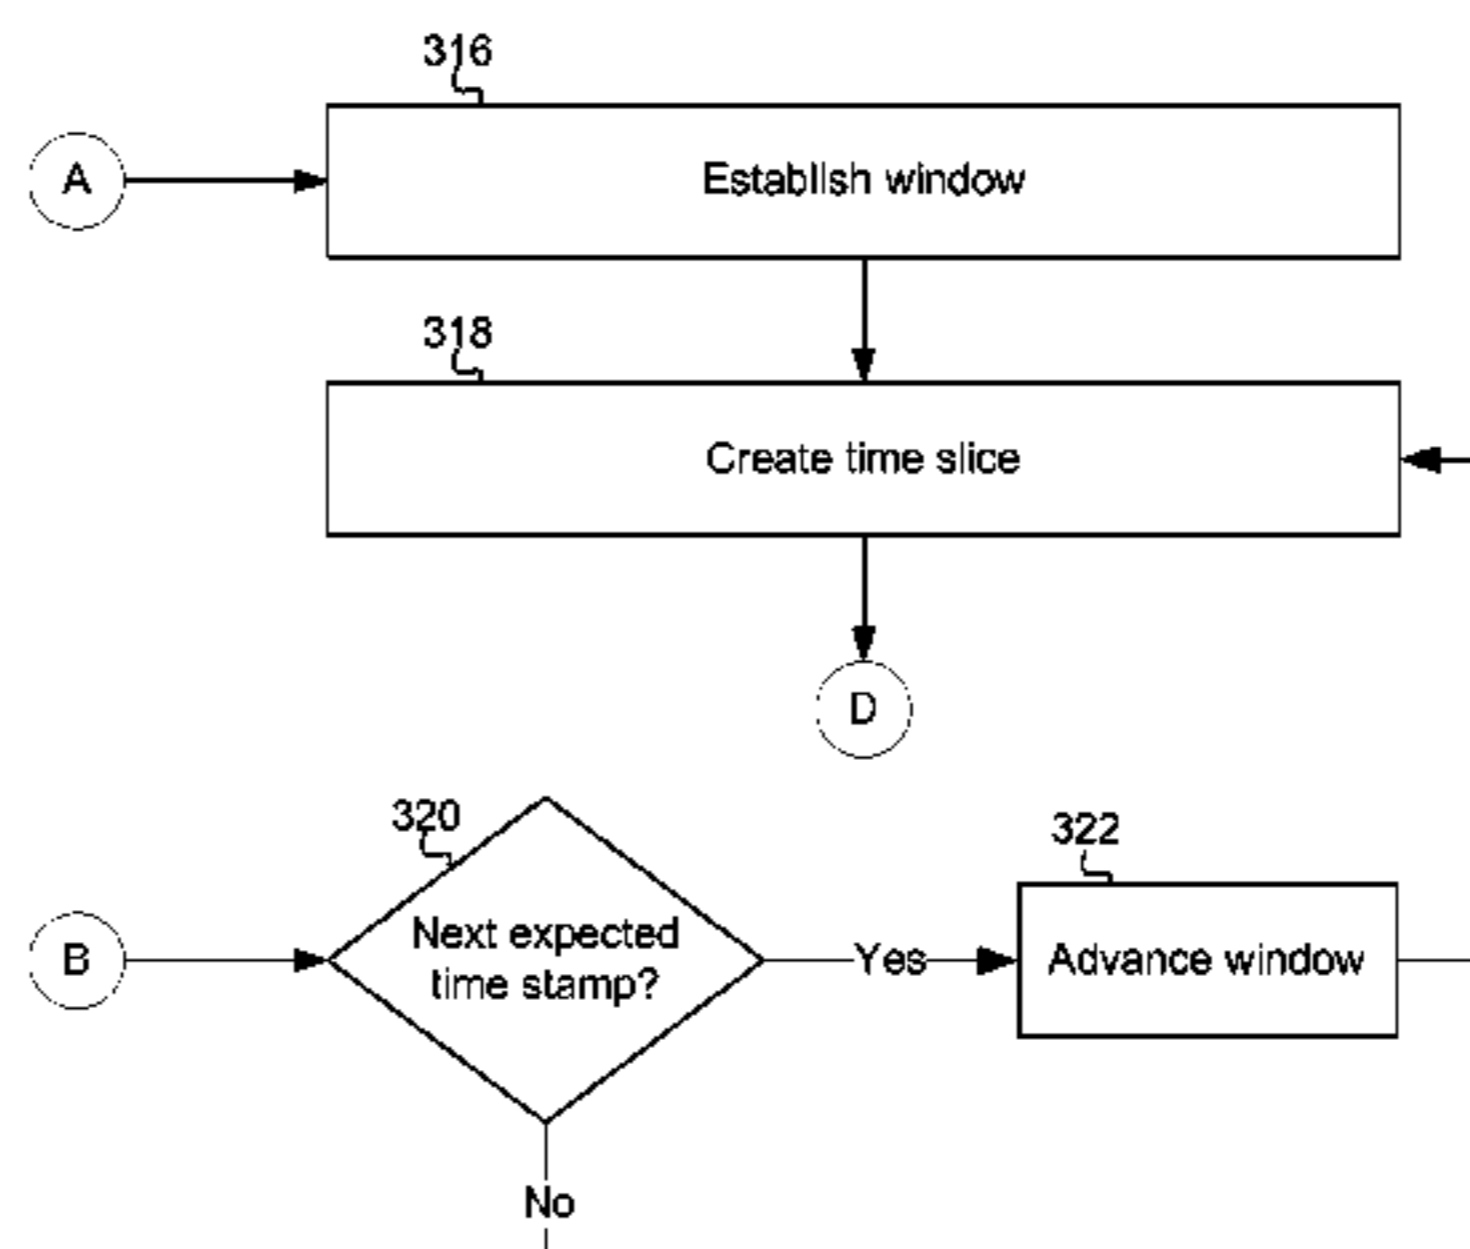 316
A
Establish window
318
Create time slice
D
320
322
B
Next expected
time stamp?
Yes
Advance window
No